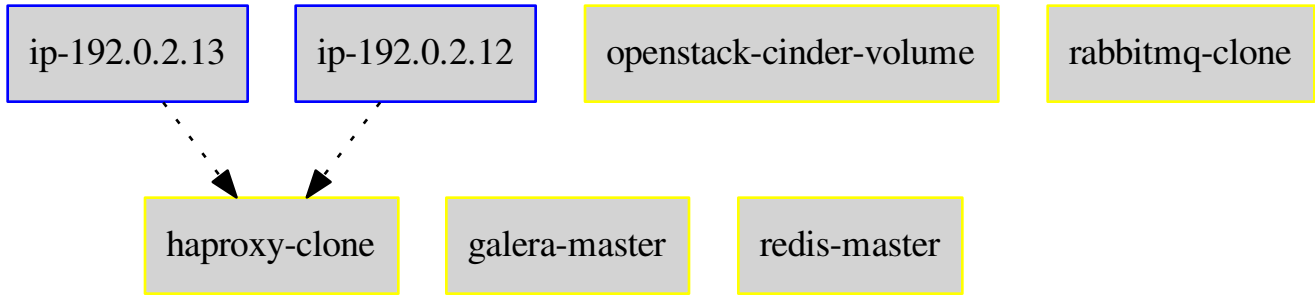 ip-192.0.2.13
ip-192.0.2.12
openstack-cinder-volume
rabbitmq-clone
haproxy-clone
galera-master
redis-master